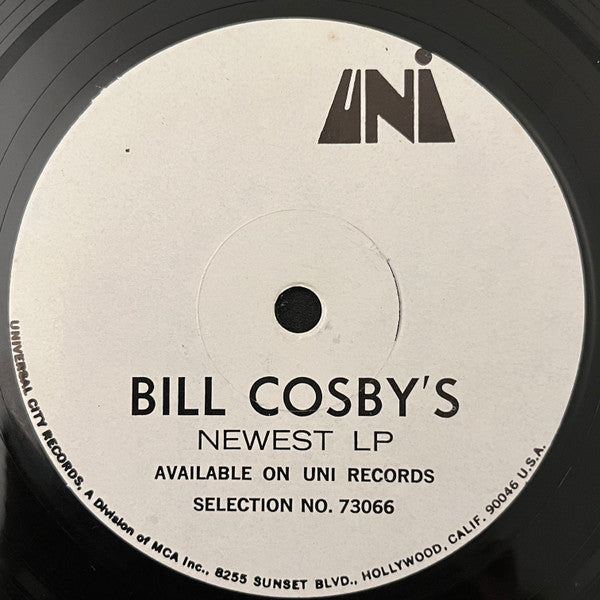 UNI
BILL COSBY'S
NEWEST LP
AVAILABLE ON UNI RECORDS
SELECTION NO. 73066
UNIVERSAL CITY RECORDS, A Division of MCA Inc., 8255 SUNSET BLVD., HOLLYWOOD, CALIF. 90046 U.S.A.